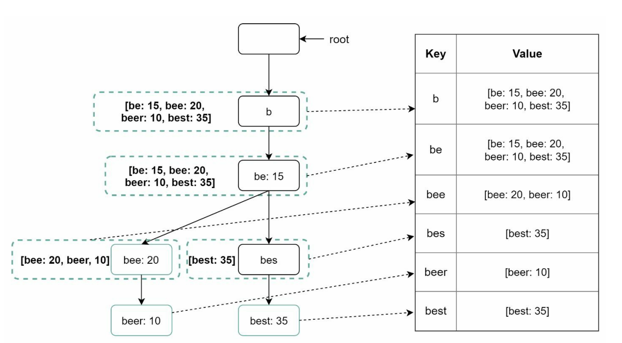 root
Key
Value
[be: 15, bee: 20,
beer: 10, best: 35]
b
b
[be: 15, bee: 20,
beer: 10, best: 35]
[be: 15, bee: 20,
beer: 10, best: 35]
be: 15
be
[be: 15, bee: 20,
beer: 10, best: 35]
bee
[bee: 20, beer: 10]
[bee: 20, beer, 10]
bee: 20
[best: 35]
bes
bes
[best: 35]
beer
[beer: 10]
beer: 10
best: 35
best
[best: 35]